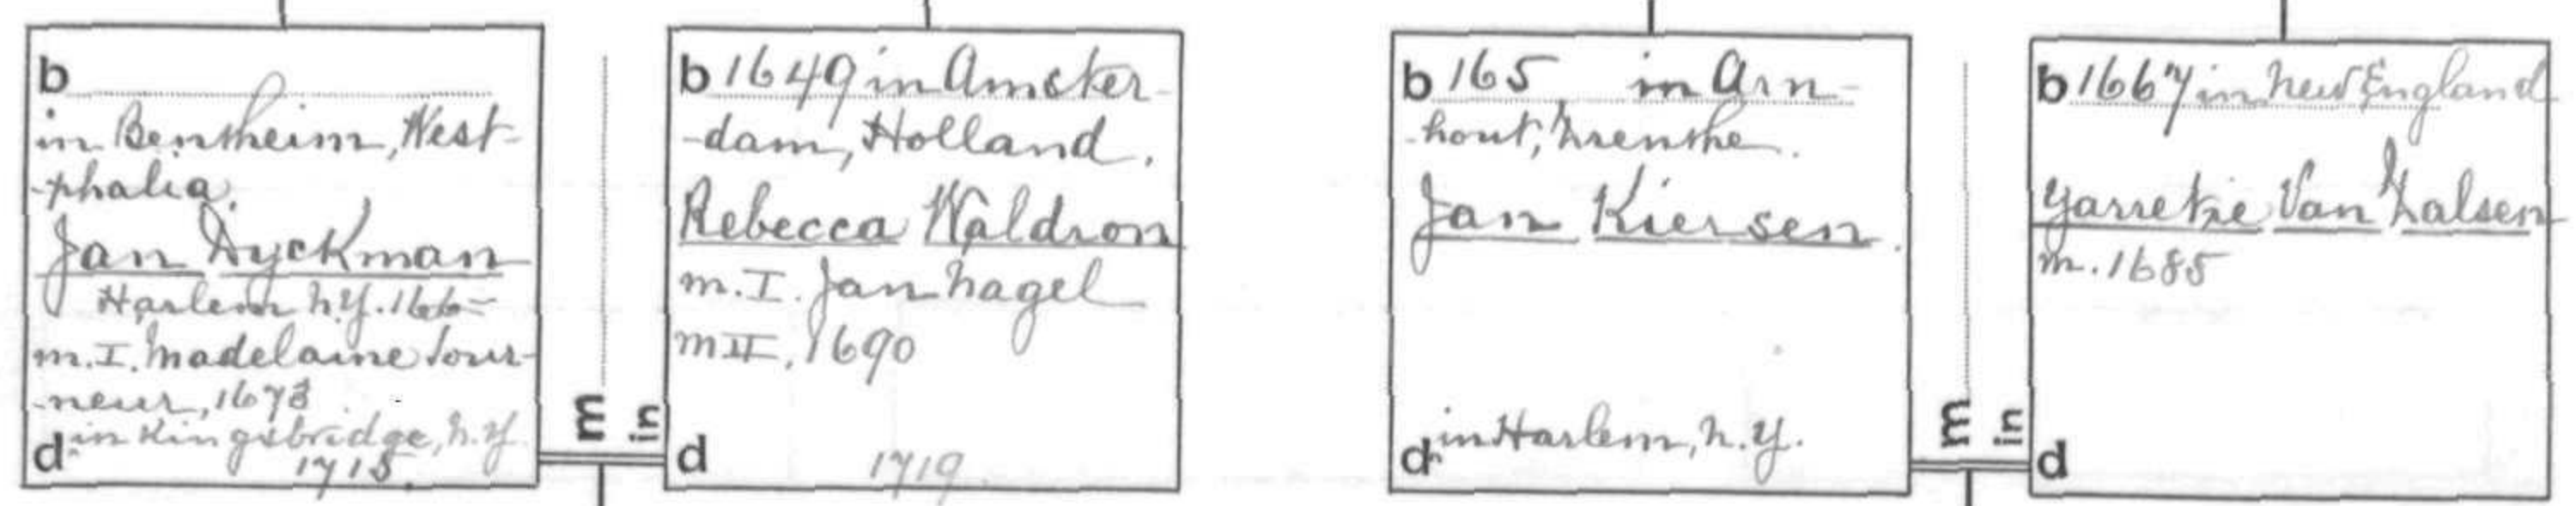 b
in Bentheim, West-
-phalia.
Jan Dyckman
Harlem N.Y. 166-
m. I. Madelaine Tour-
-neur, 1673
d in Kingsbridge, N.Y.
1715.
m
in
b 1649 in Amster-
-dam, Holland.
Rebecca Waldron
m. I. Jan Nagel
m II, 1690
d 1719
b 165 in Arn-
-hout, Drenthe.
Jan Kiersen.
d. in Harlem, N.Y.
m
in
b 1667 in New England
Garretie Van Dalsen
m. 1685
d